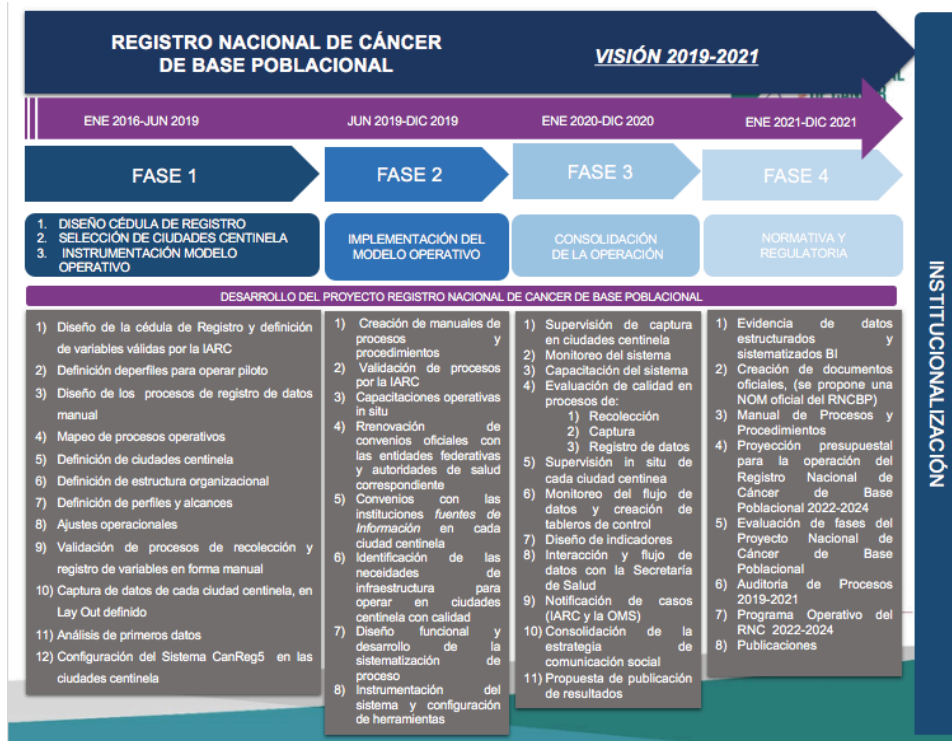 REGISTRO NACIONAL DE CÁNCER
DE BASE POBLACIONAL
VISIÓN 2019-2021
ENE 2016-JUN 2019
JUN 2019-DIC 2019
ENE 2020-DIC 2020
ENE 2021-DIC 2021
FASE 1
FASE 2
FASE 3
FASE 4
1. DISEÑO CÉDULA DE REGISTRO
2. SELECCIÓN DE CIUDADES CENTINELA
3. INSTRUMENTACIÓN MODELO
OPERATIVO
IMPLEMENTACIÓN DEL
MODELO OPERATIVO
CONSOLIDACIÓN
DE LA OPERACIÓN
NORMATIVA Y
REGULATORIA
DESARROLLO DEL PROYECTO REGISTRO NACIONAL DE CANCER DE BASE POBLACIONAL
1) Diseño de la cédula de Registro y definición
de variables válidas por la IARC
2) Definición deperfiles para operar piloto
3) Diseño de los procesos de registro de datos
manual
4) Mapeo de procesos operativos
5) Definición de ciudades centinela
6) Definición de estructura organizacional
7) Definición de perfiles y alcances
8) Ajustes operacionales
9) Validación de procesos de recolección y
registro de variables en forma manual
10) Captura de datos de cada ciudad centinela, en
Lay Out definido
11) Análisis de primeros datos
12) Configuración del Sistema CanReg5 en las
ciudades centinela
1) Creación de manuales de
procesos y
procedimientos
2) Validación de procesos
por la IARC
3) Capacitaciones operativas
in situ
4) Rrenovación de
convenios oficiales con
las entidades federativas
y autoridades de salud
correspondiente
5) Convenios con las
instituciones fuentes de
Información en cada
ciudad centinela
6) Identificación de las
neceidades de
infraestructura para
operar en ciudades
centinela con calidad
7) Diseño funcional y
desarrollo de la
sistematización de
proceso
8) Instrumentación del
sistema y configuración
de herramientas
1) Supervisión de captura
en ciudades centinela
2) Monitoreo del sistema
3) Capacitación del sistema
4) Evaluación de calidad en
procesos de:
1) Recolección
2) Captura
3) Registro de datos
5) Supervisión in situ de
cada ciudad centinea
6) Monitoreo del flujo de
datos y creación de
tableros de control
7) Diseño de indicadores
8) Interacción y flujo de
datos con la Secretaría
de Salud
9) Notificación de casos
(IARC y la OMS)
10) Consolidación de la
estrategia de
comunicación social
11) Propuesta de publicación
de resultados
1) Evidencia de datos
estructurados y
sistematizados BI
2) Creación de documentos
oficiales, (se propone una
NOM oficial del RNCBP)
3) Manual de Procesos y
Procedimientos
4) Proyección presupuestal
para la operación del
Registro Nacional de
Cáncer de Base
Poblacional 2022-2024
5) Evaluación de fases del
Proyecto Nacional de
Cáncer de Base
Poblacional
6) Auditoria de Procesos
2019-2021
7) Programa Operativo del
RNC 2022-2024
8) Publicaciones
INSTITUCIONALIZACIÓN